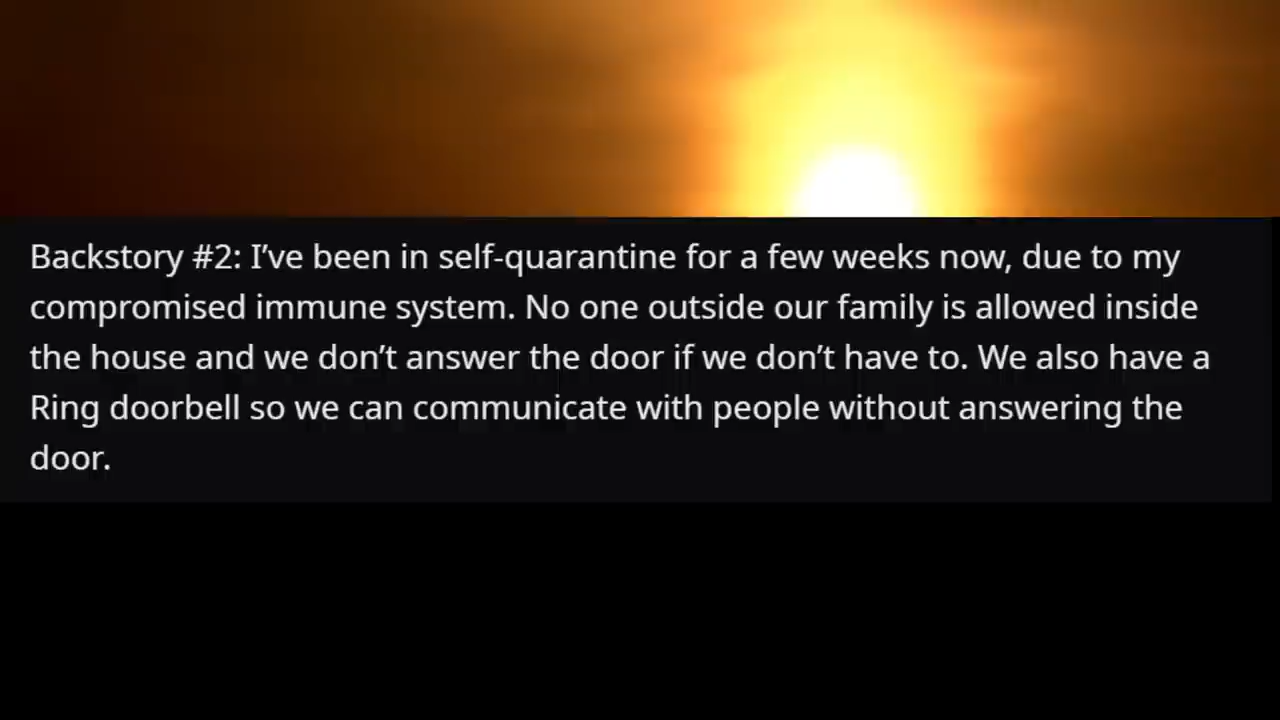 Backstory #2: I’ve been in self-quarantine for a few weeks now, due to my
compromised immune system. No one outside our family is allowed inside
the house and we don’t answer the door if we don’t have to. We also have a
Ring doorbell so we can communicate with people without answering the
door.